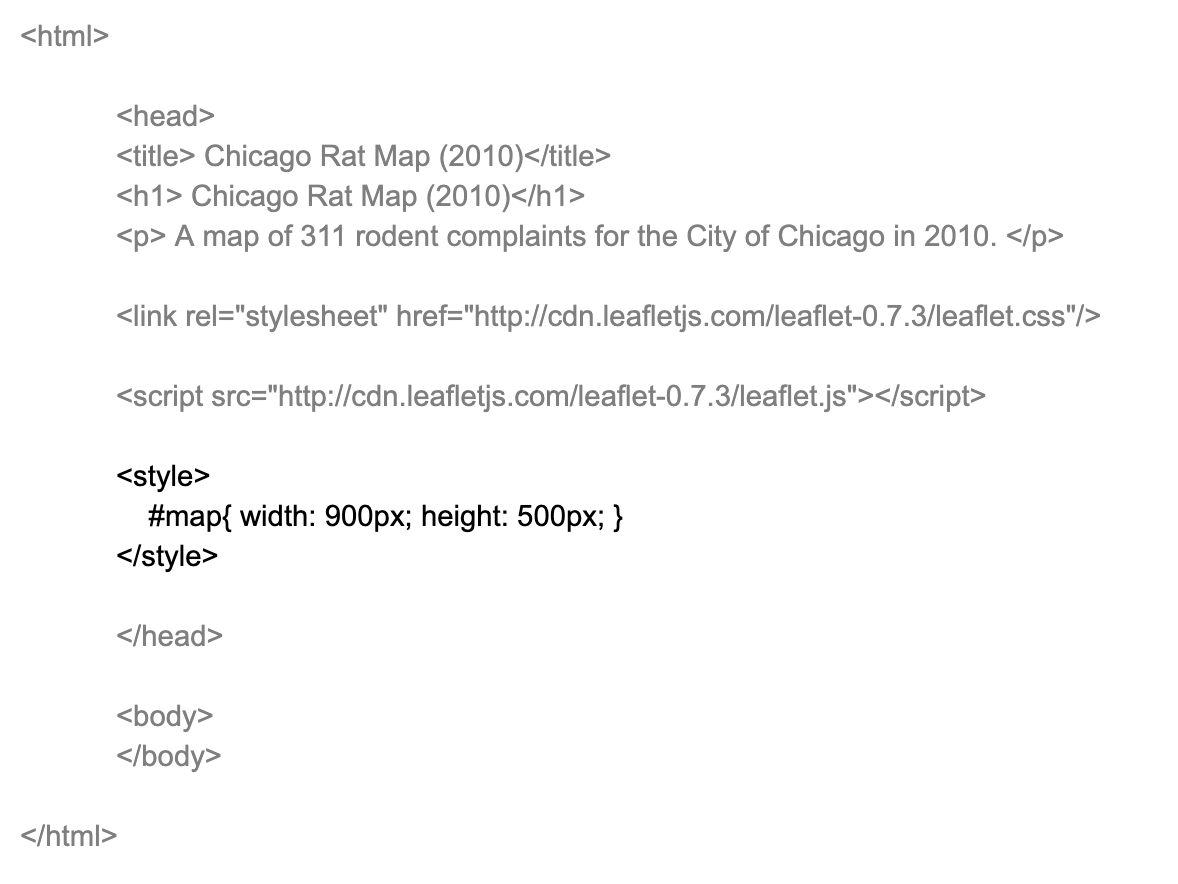 <html>
<head>
<title> Chicago Rat Map (2010)</title>
<h1> Chicago Rat Map (2010)</h1>
<p> A map of 311 rodent complaints for the City of Chicago in 2010. </p>
<link rel="stylesheet" href="http://cdn.leafletjs.com/leaflet-0.7.3/leaflet.css"/>
<script src="http://cdn.leafletjs.com/leaflet-0.7.3/leaflet.js"></script>
<style>
#map{ width: 900px; height: 500px; }
</style>
</head>
<body>
</body>
</html>